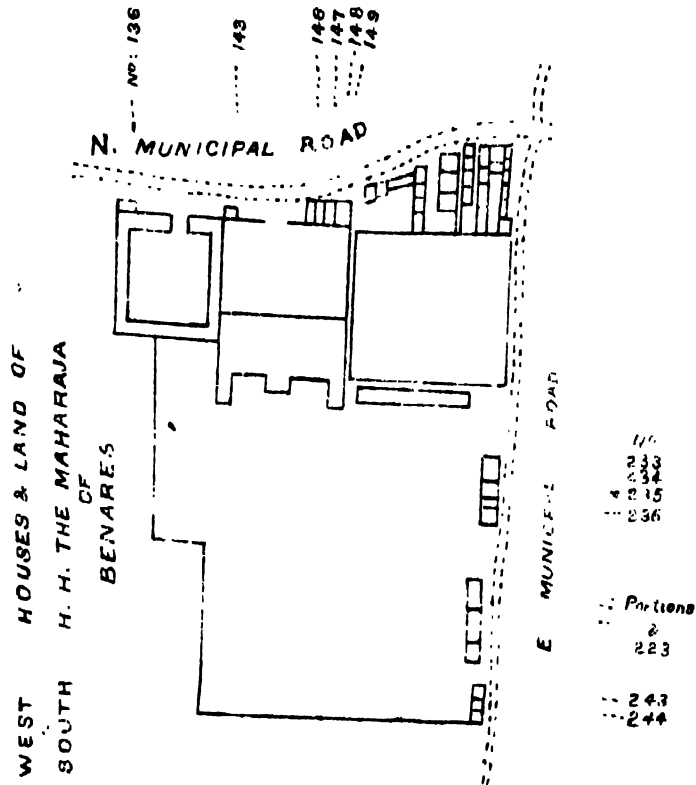 No: 136
143
146
147
148
149
N. MUNICIPAL ROAD
WEST HOUSES & LAND OF
SOUTH H. H. THE MAHARAJA
OF
BENARES
E MUNICIPAL ROAD
233
234
235
236
Portions
&
223
243
244